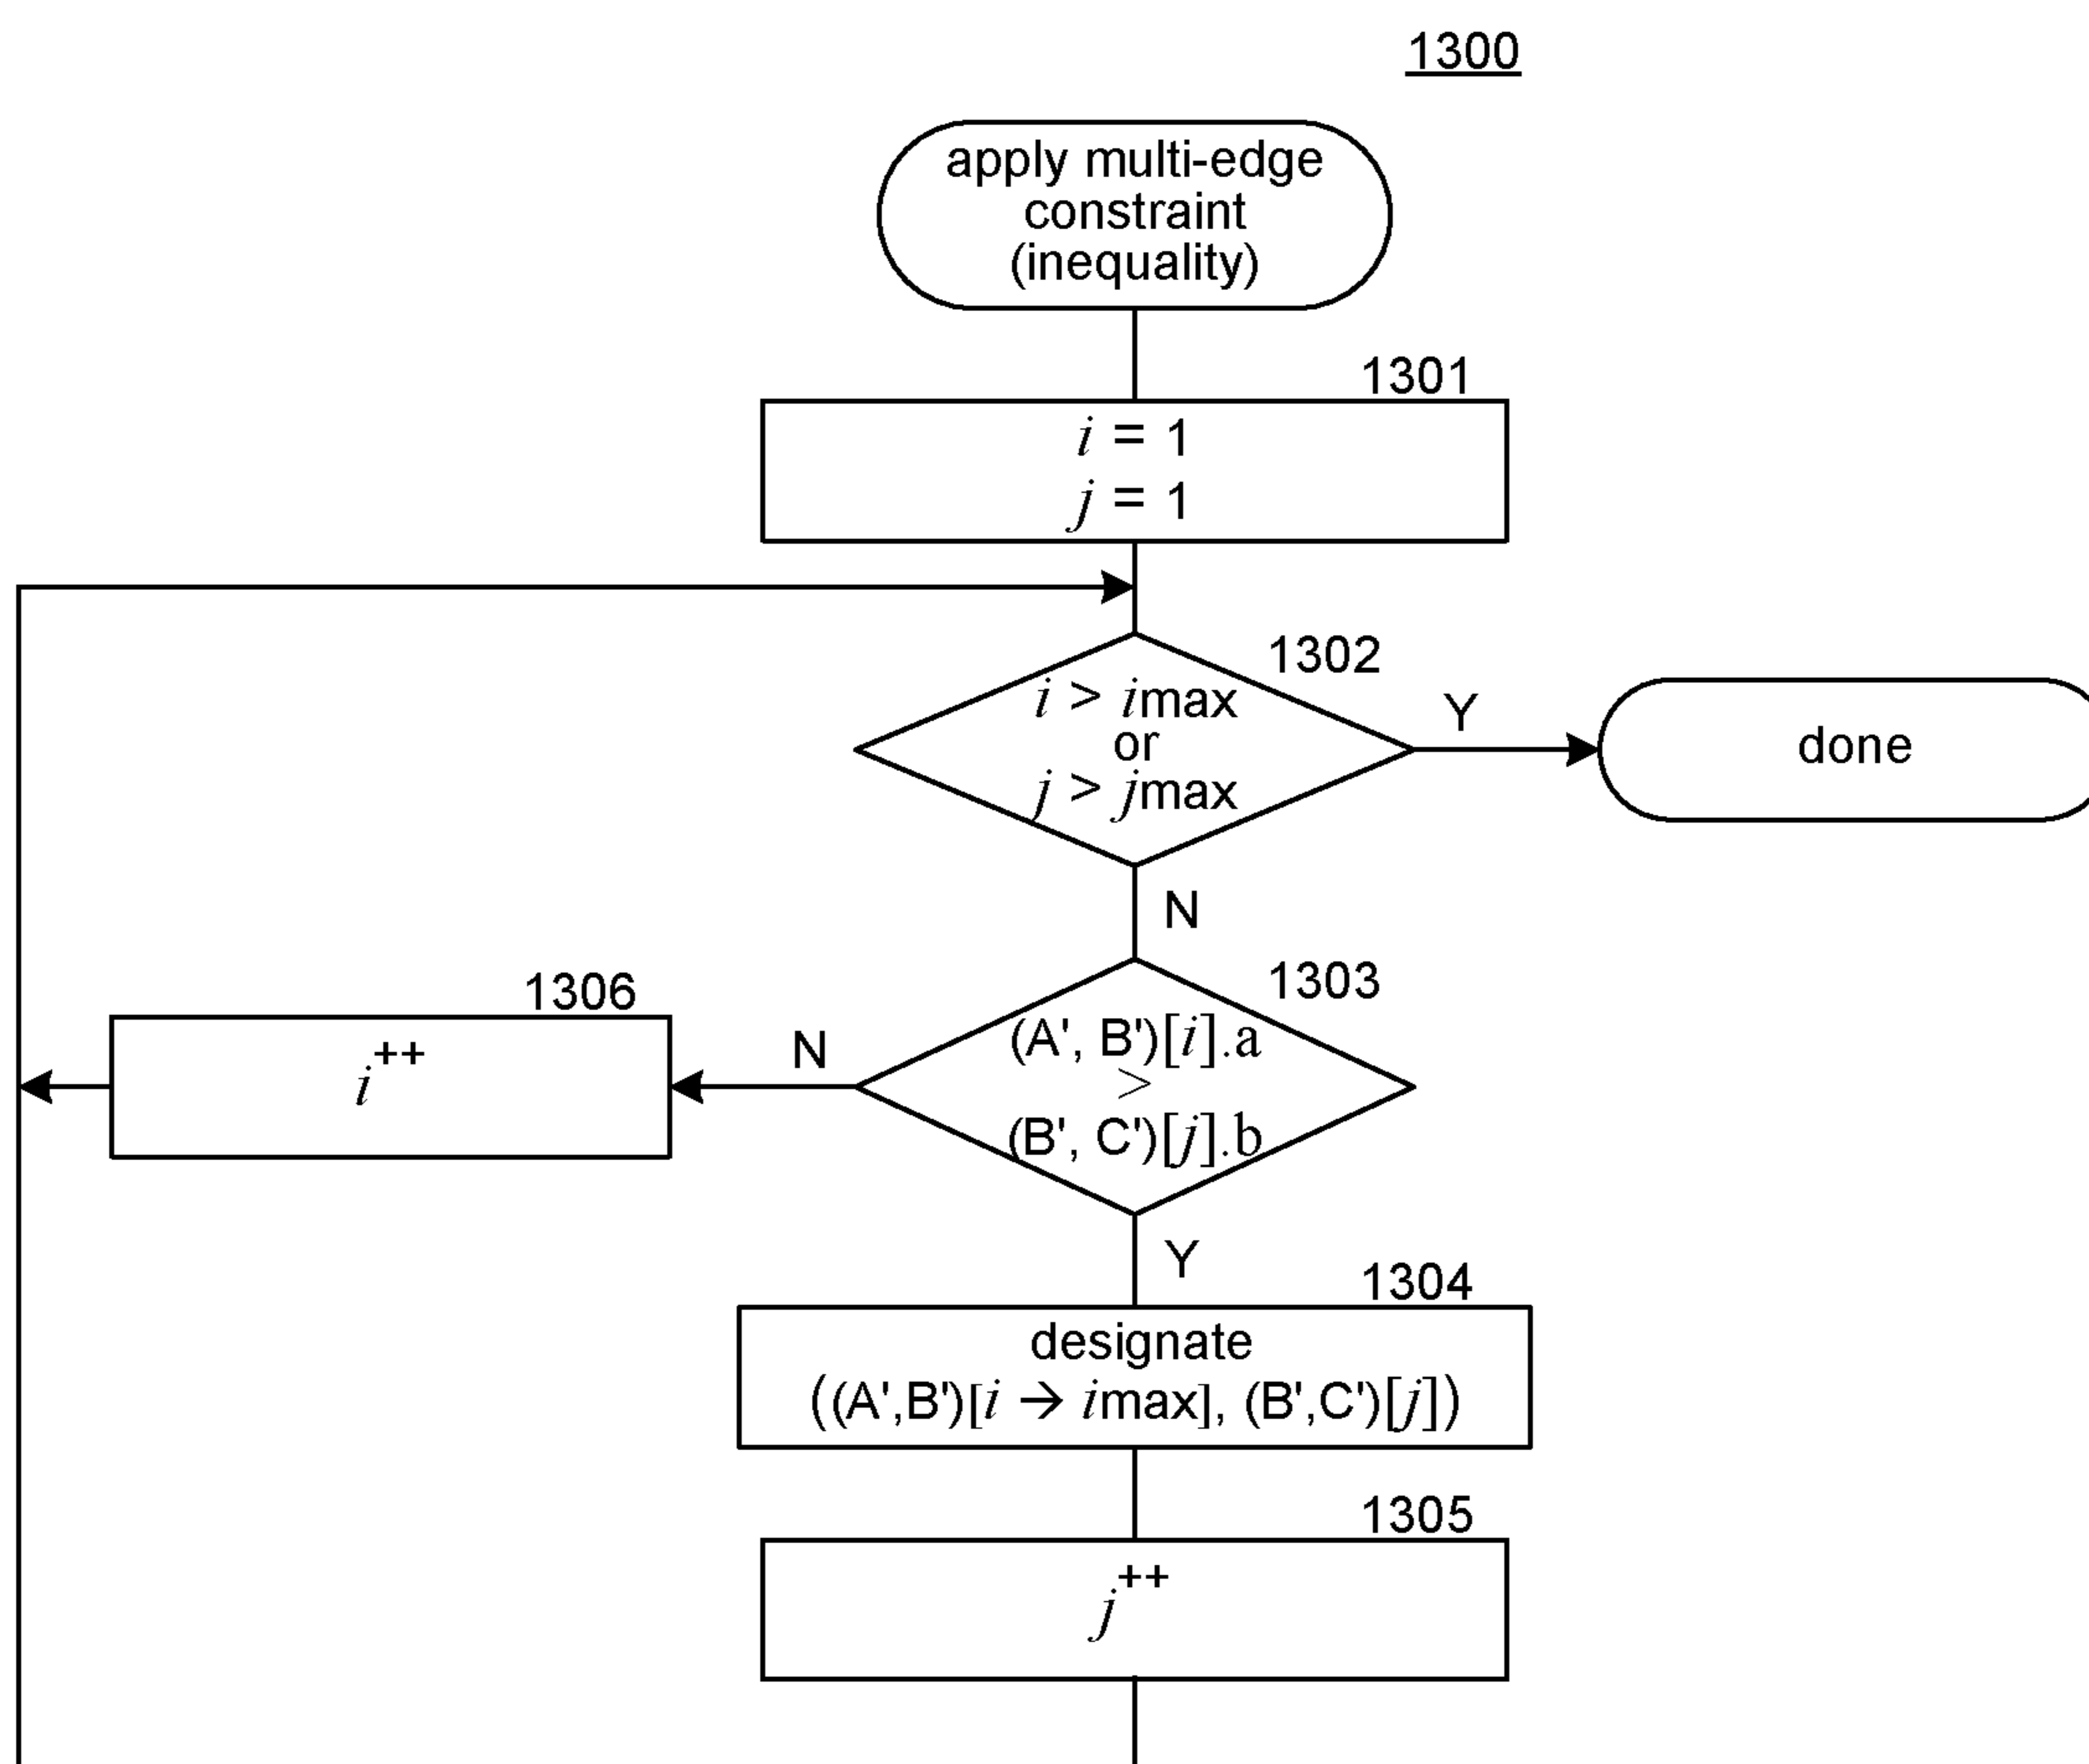 1300
apply multi-edge
constraint
(inequality)
1301
i = 1
j = 1
1302
i > imax
or
j > jmax
Y
done
N
1303
(A', B')[i].a
>
(B', C')[j].b
N
1306
i++
Y
1304
designate
((A',B')[i → imax], (B',C')[j])
1305
j++